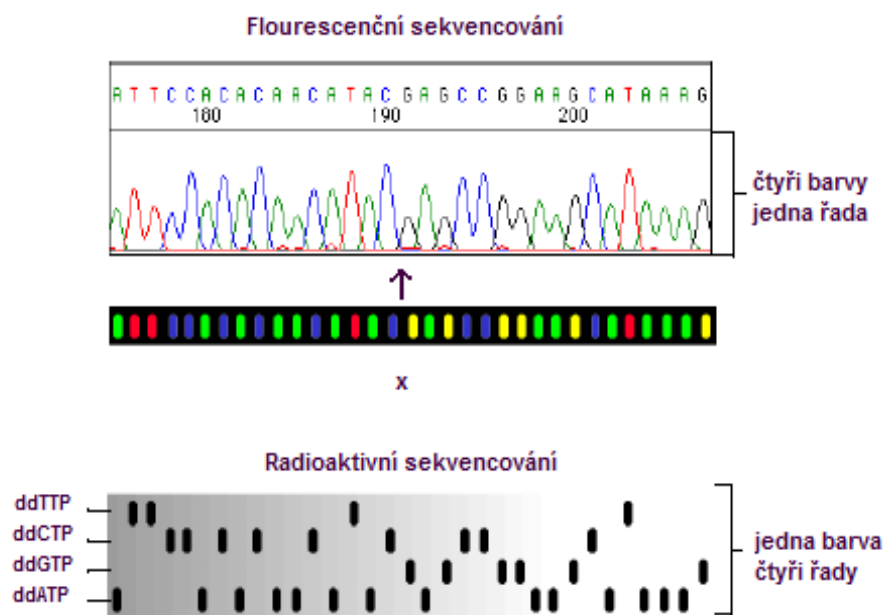 Flourescenční sekvencování
A T T C C A C A C A A C A T A C G A G C C G G A A G C A T A A A G
180 190 200
čtyři barvy
jedna řada
x
Radioaktivní sekvencování
ddTTP
ddCTP
ddGTP
ddATP
jedna barva
čtyři řady